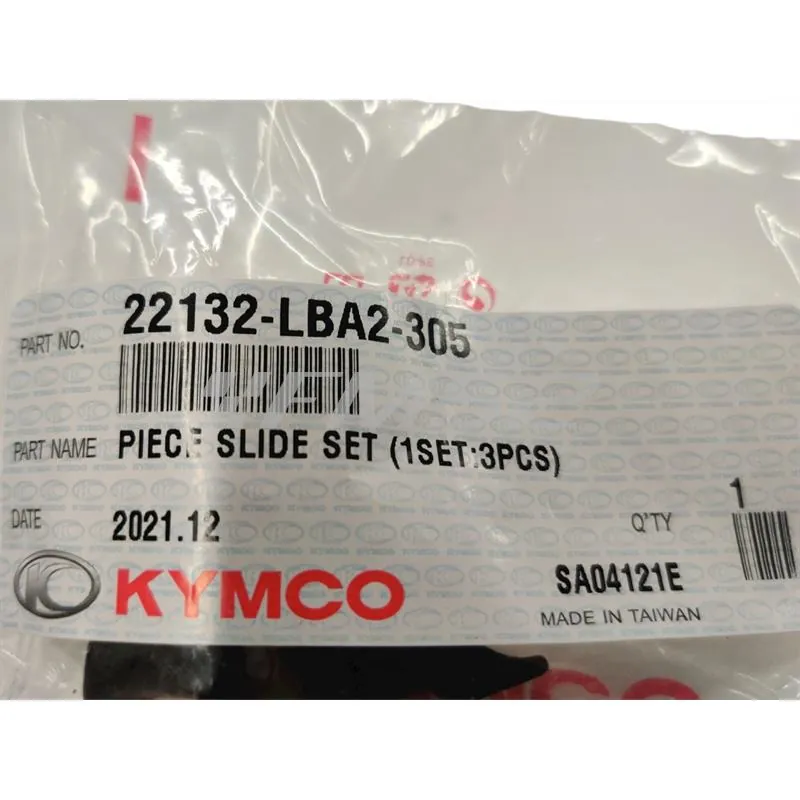 PART NO. 22132-LBA2-305
PART NAME PIECE SLIDE SET (1SET:3PCS)
DATE 2021.12 Q'TY 1
KYMCO SA04121E
MADE IN TAIWAN